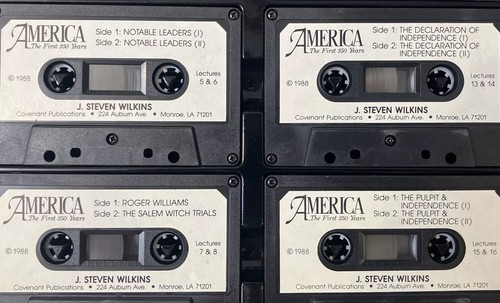 AMERICA
The First 350 Years
Side 1: NOTABLE LEADERS (I)
Side 2: NOTABLE LEADERS (II)
© 1988
Lectures
5 & 6
J. STEVEN WILKINS
Covenant Publications • 224 Auburn Ave. • Monroe, LA 71201
AMERICA
The First 350 Years
Side 1: THE DECLARATION OF
INDEPENDENCE (I)
Side 2: THE DECLARATION OF
INDEPENDENCE (II)
© 1988
Lectures
13 & 14
J. STEVEN WILKINS
Covenant Publications • 224 Auburn Ave. • Monroe, LA 71201
AMERICA
The First 350 Years
Side 1: ROGER WILLIAMS
Side 2: THE SALEM WITCH TRIALS
© 1988
Lectures
7 & 8
J. STEVEN WILKINS
Covenant Publications • 224 Auburn Ave. • Monroe, LA 71201
AMERICA
The First 350 Years
Side 1: THE PULPIT &
INDEPENDENCE (I)
Side 2: THE PULPIT &
INDEPENDENCE (II)
© 1988
Lectures
15 & 16
J. STEVEN WILKINS
Covenant Publications • 224 Auburn Ave. • Monroe, LA 71201